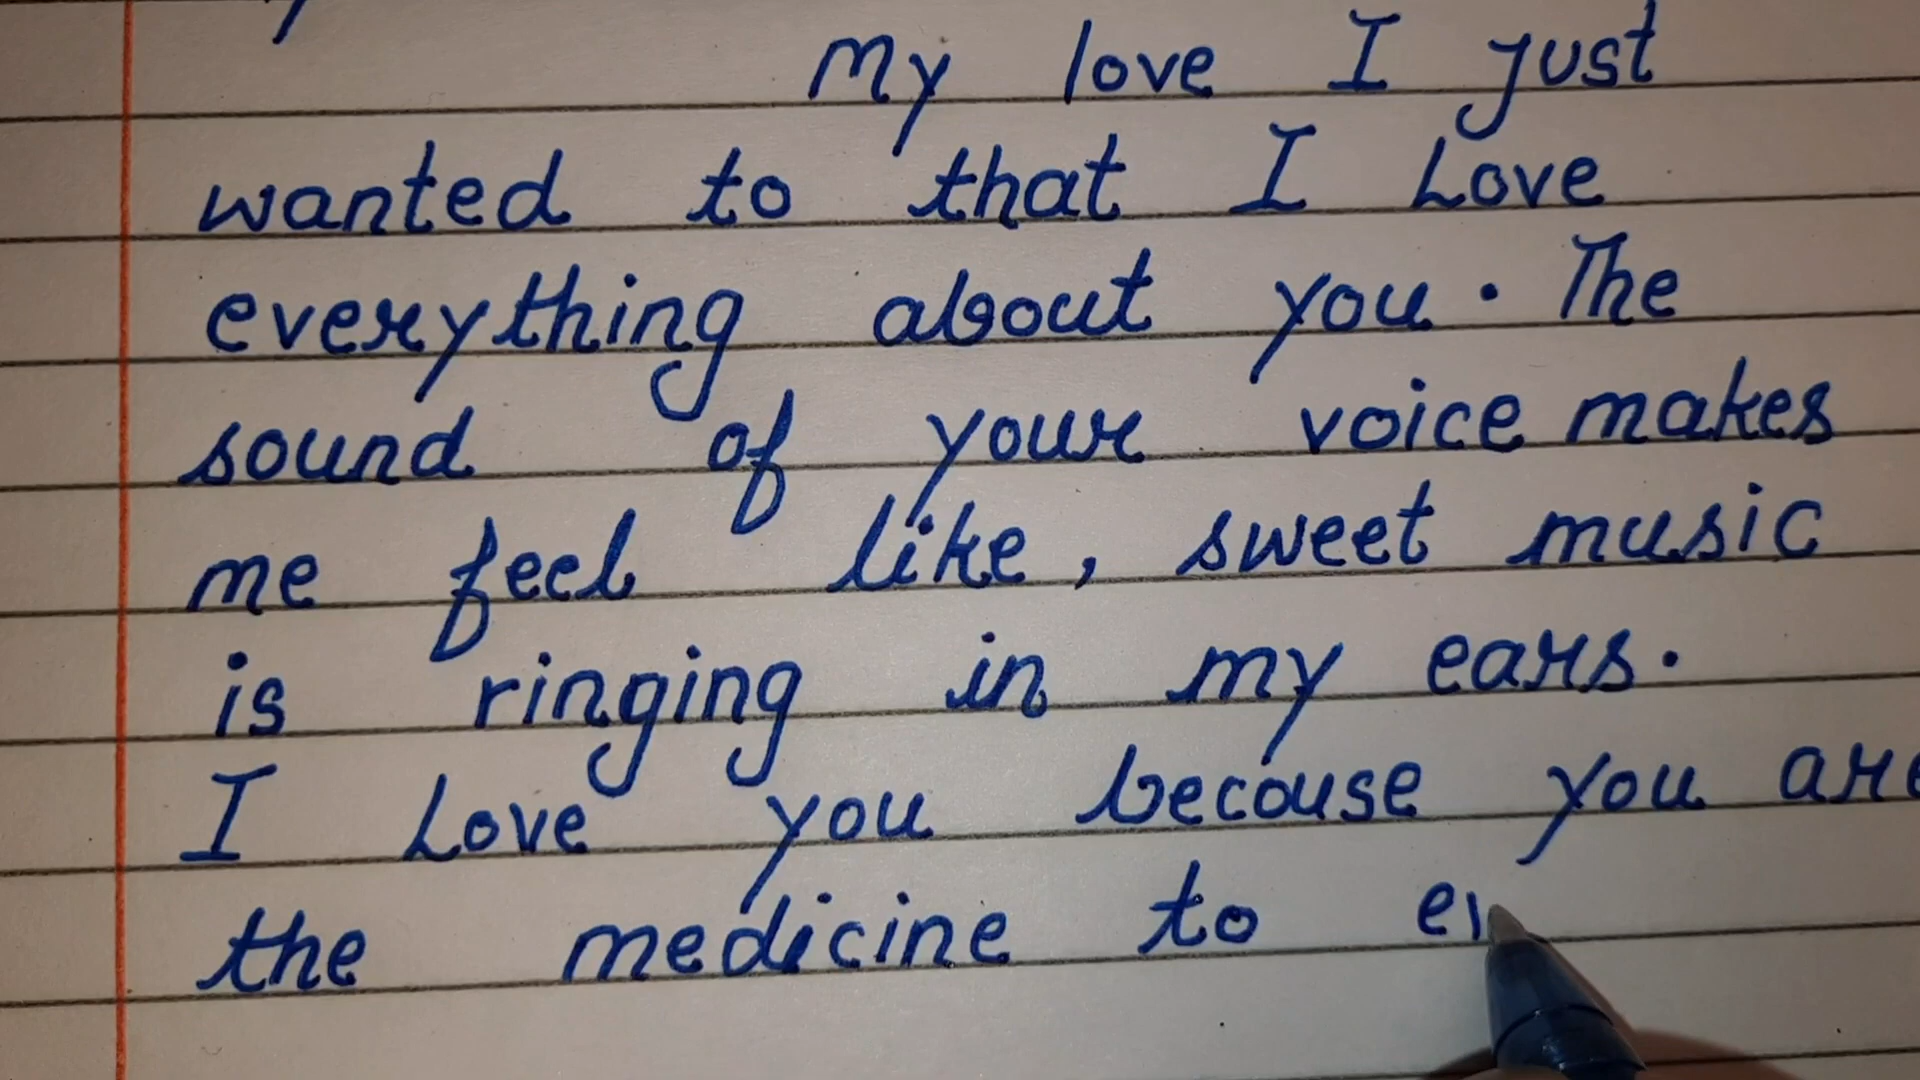 My love I just
wanted to that I Love
everything about you. The
sound of your voice makes
me feel like, sweet music
is ringing in my ears.
I Love you becouse you are
the medicine to